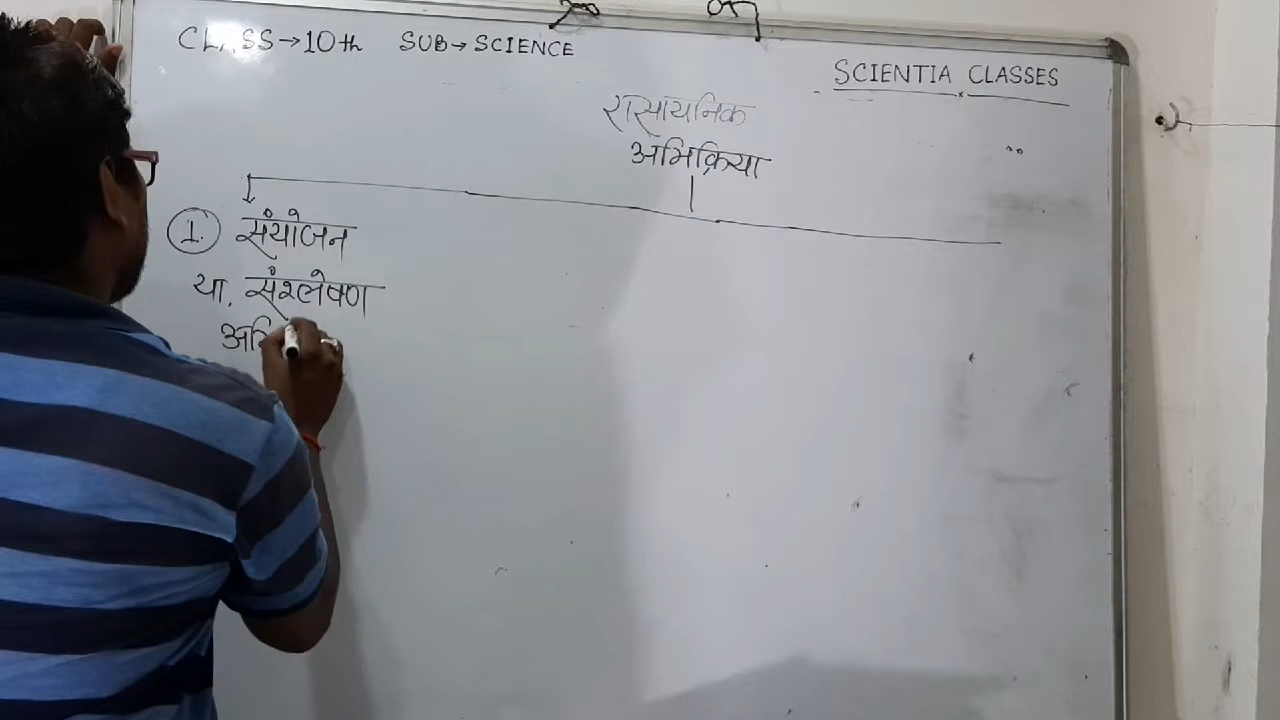 CLASS→10th SUB→SCIENCE
SCIENTIA CLASSES
रासायनिक
अभिक्रिया
1. संयोजन
या, संश्लेषण